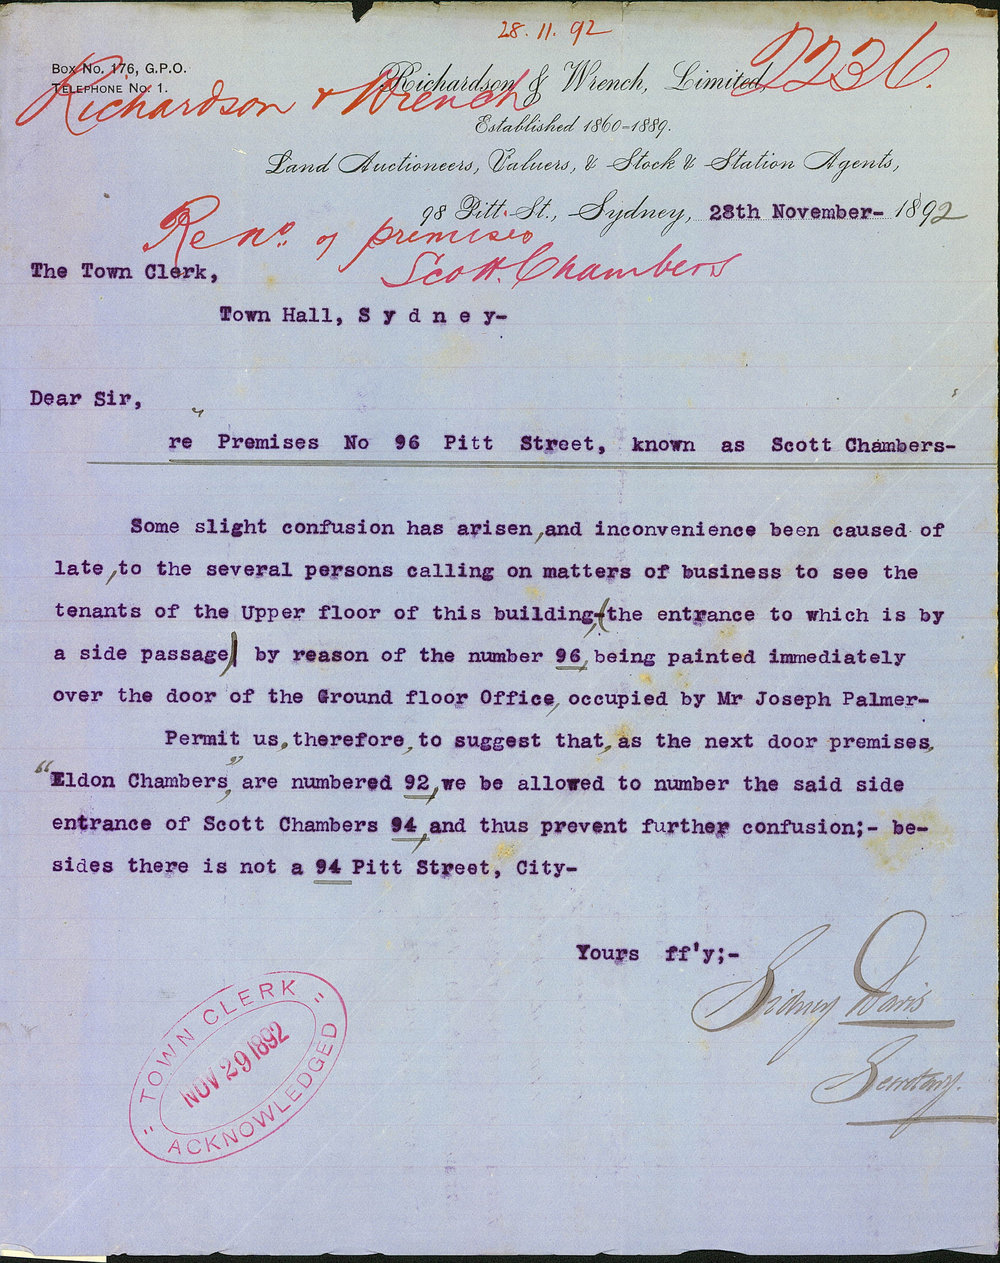 28. 11. 92
Box No. 176, G.P.O.
Telephone No. 1.
Richardson & Wrench, Limited
2236.
Richardson & Wrench
Established 1860-1889.
Land Auctioneers, Valuers, & Stock & Station Agents,
98 Pitt St., Sydney, 28th November- 1892
Re no. of premises
Scott Chambers
The Town Clerk,
Town Hall, S y d n e y-
Dear Sir,
re Premises No 96 Pitt Street, known as Scott Chambers-
Some slight confusion has arisen, and inconvenience been caused of
late, to the several persons calling on matters of business to see the
tenants of the Upper floor of this building,-(the entrance to which is by
a side passage) by reason of the number 96, being painted immediately
over the door of the Ground floor Office, occupied by Mr Joseph Palmer-
Permit us, therefore, to suggest that, as the next door premises,
"Eldon Chambers", are numbered 92, we be allowed to number the said side
entrance of Scott Chambers 94, and thus prevent further confusion;- be-
sides there is not a 94 Pitt Street, City-
Yours ff'y;-
Sidney Davis
Secretary.
"TOWN CLERK"
NOV 29 1892
ACKNOWLEDGED